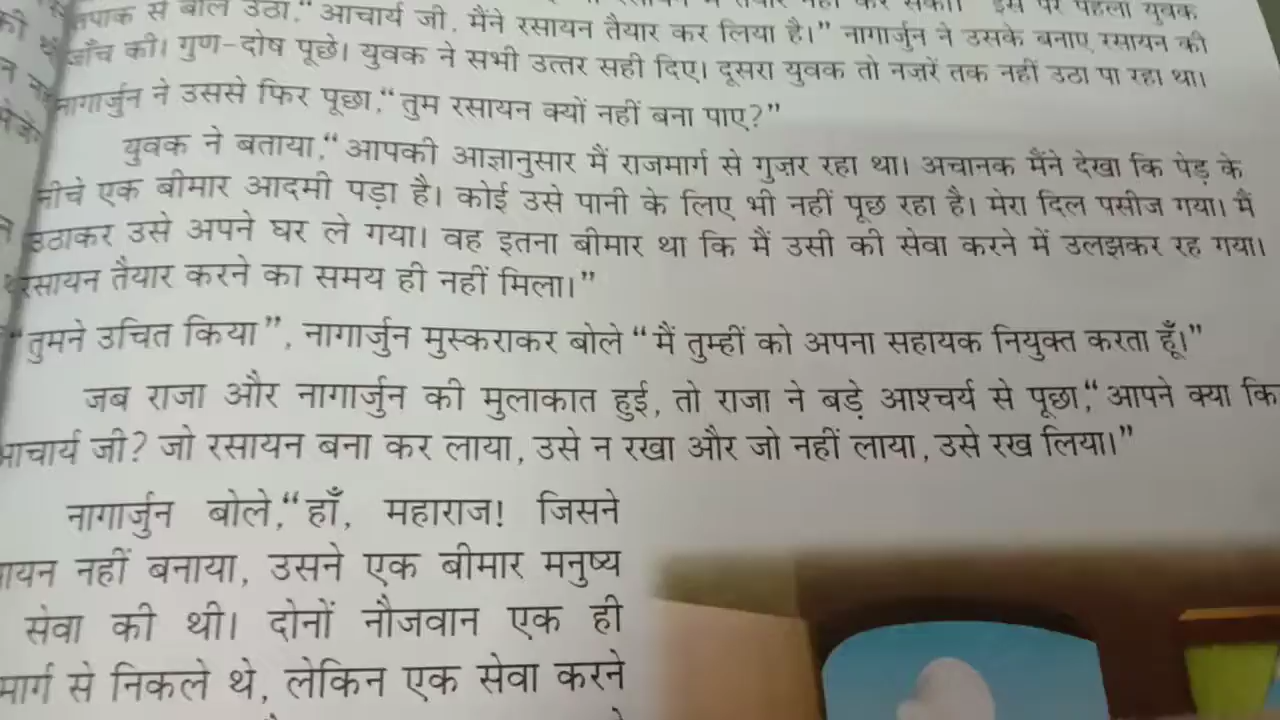 तपाक से बोल उठा,“ आचार्य जी, मैंने रसायन तैयार कर लिया है।” नागार्जुन ने उसके बनाए रसायन की
जाँच की। गुण-दोष पूछे। युवक ने सभी उत्तर सही दिए। दूसरा युवक तो नज़रें तक नहीं उठा पा रहा था।
नागार्जुन ने उससे फिर पूछा,“ तुम रसायन क्यों नहीं बना पाए?”
युवक ने बताया,“ आपकी आज्ञानुसार मैं राजमार्ग से गुज़र रहा था। अचानक मैंने देखा कि पेड़ के
नीचे एक बीमार आदमी पड़ा है। कोई उसे पानी के लिए भी नहीं पूछ रहा है। मेरा दिल पसीज गया। मैं
उठाकर उसे अपने घर ले गया। वह इतना बीमार था कि मैं उसी की सेवा करने में उलझकर रह गया।
रसायन तैयार करने का समय ही नहीं मिला।”
“तुमने उचित किया”, नागार्जुन मुस्कराकर बोले “ मैं तुम्हीं को अपना सहायक नियुक्त करता हूँ।”
जब राजा और नागार्जुन की मुलाकात हुई, तो राजा ने बड़े आश्चर्य से पूछा,“ आपने क्या कि
आचार्य जी? जो रसायन बना कर लाया, उसे न रखा और जो नहीं लाया, उसे रख लिया।”
नागार्जुन बोले,“ हाँ, महाराज! जिसने
ायन नहीं बनाया, उसने एक बीमार मनुष्य
सेवा की थी। दोनों नौजवान एक ही
मार्ग से निकले थे, लेकिन एक सेवा करने